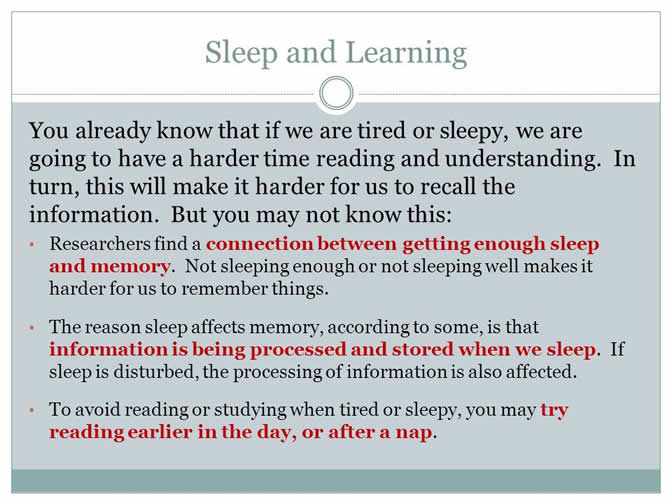 Sleep and Learning
You already know that if we are tired or sleepy, we are
going to have a harder time reading and understanding.  In
turn, this will make it harder for us to recall the
information.  But you may not know this:
• Researchers find a connection between getting enough sleep
and memory.  Not sleeping enough or not sleeping well makes it
harder for us to remember things.
• The reason sleep affects memory, according to some, is that
information is being processed and stored when we sleep.  If
sleep is disturbed, the processing of information is also affected.
• To avoid reading or studying when tired or sleepy, you may try
reading earlier in the day, or after a nap.